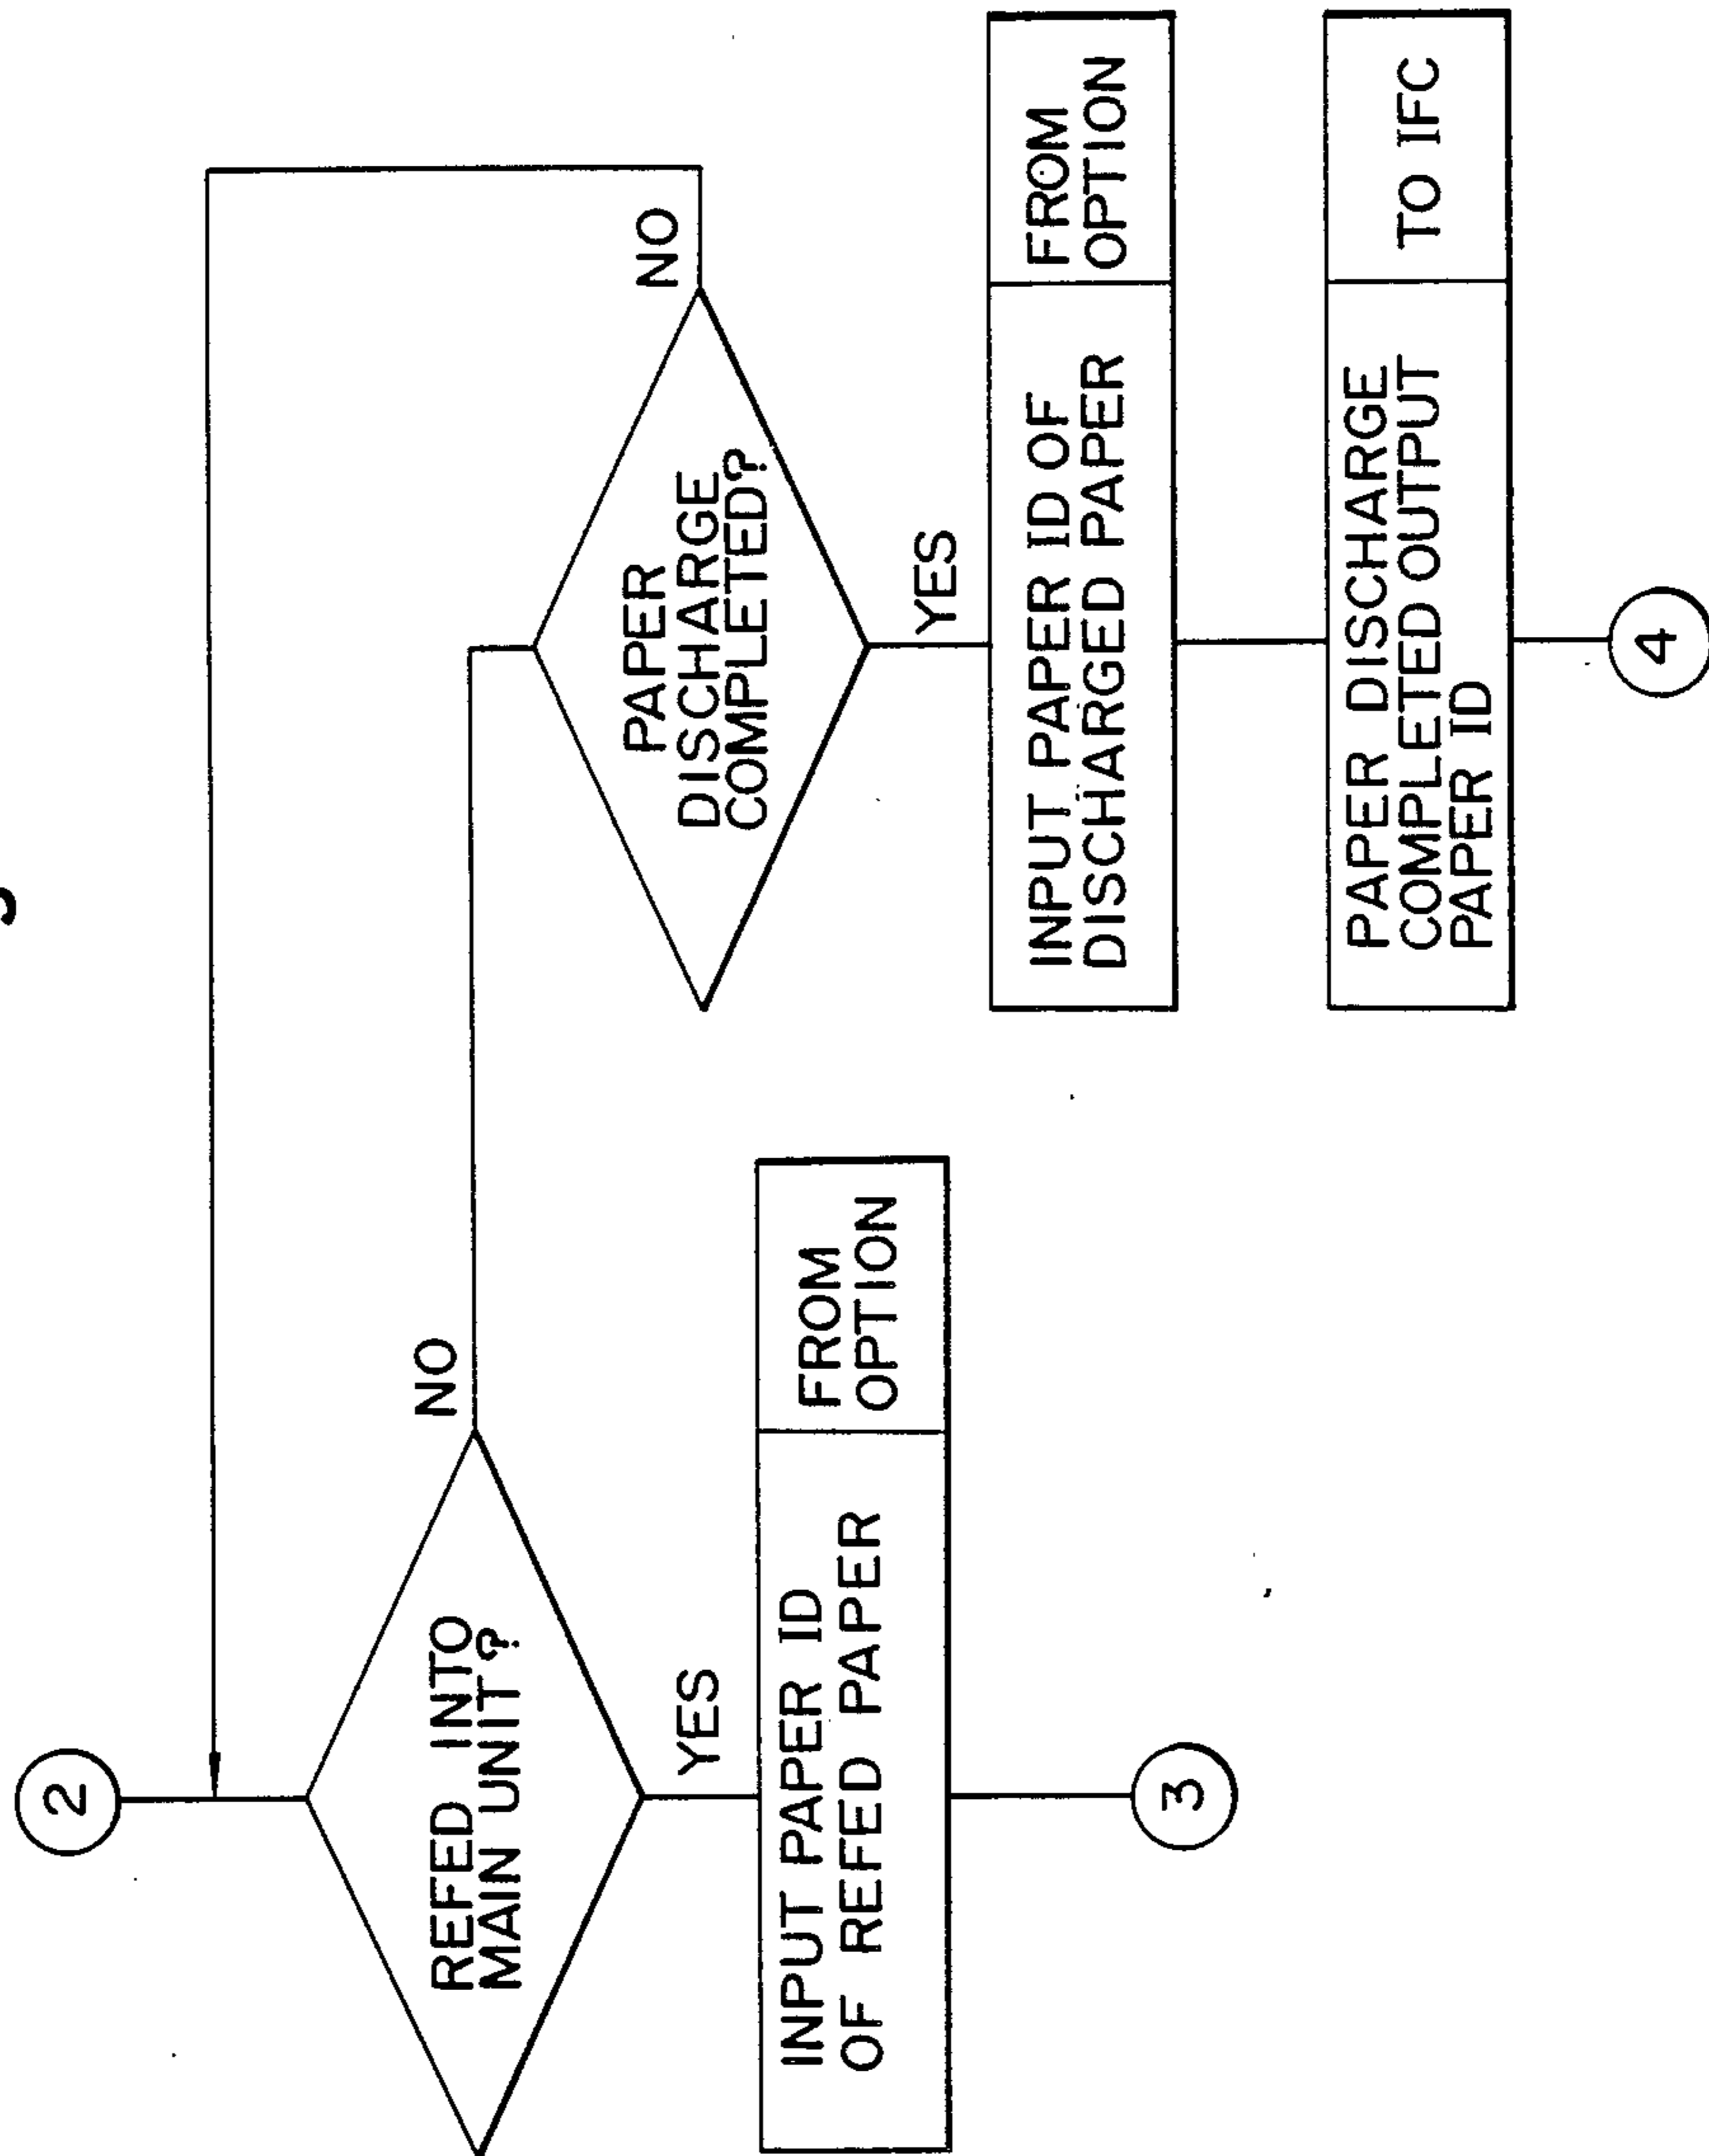 2
REFED INTO
MAIN UNIT?
NO
YES
INPUT PAPER ID
OF REFED PAPER
FROM
OPTION
3
PAPER
DISCHARGE
COMPLETED?
NO
YES
INPUT PAPER ID OF
DISCHARGED PAPER
FROM
OPTION
PAPER DISCHARGE
COMPLETED OUTPUT
PAPER ID
TO IFC
4